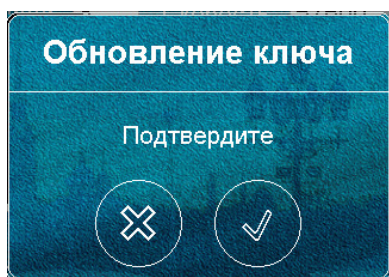 Обновление ключа
Подтвердите